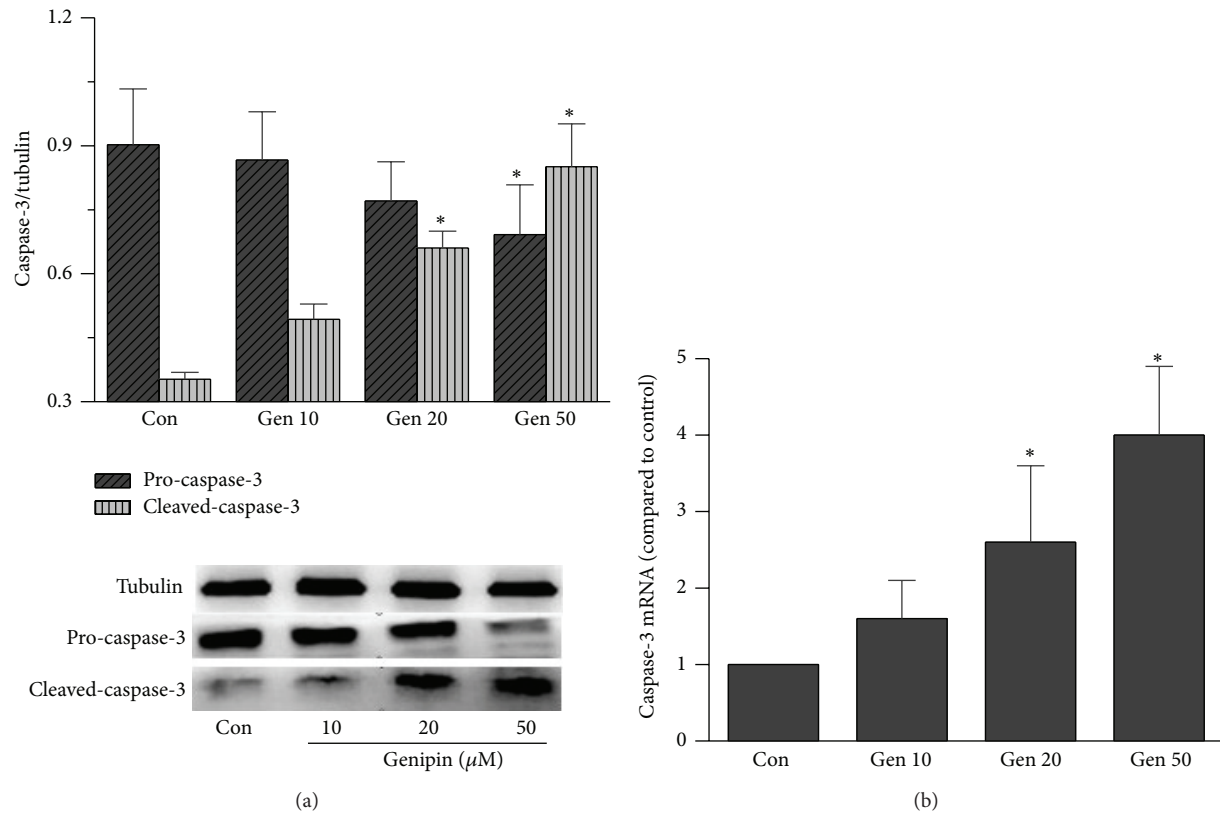 1.2
0.9
0.6
0.3
Caspase-3/tubulin
*
*
*
Con Gen 10 Gen 20 Gen 50
Pro-caspase-3
Cleaved-caspase-3
Tubulin
Pro-caspase-3
Cleaved-caspase-3
Con 10 20 50
Genipin (μM)
(a)
5
4
3
2
1
0
Caspase-3 mRNA (compared to control)
*
*
Con Gen 10 Gen 20 Gen 50
(b)